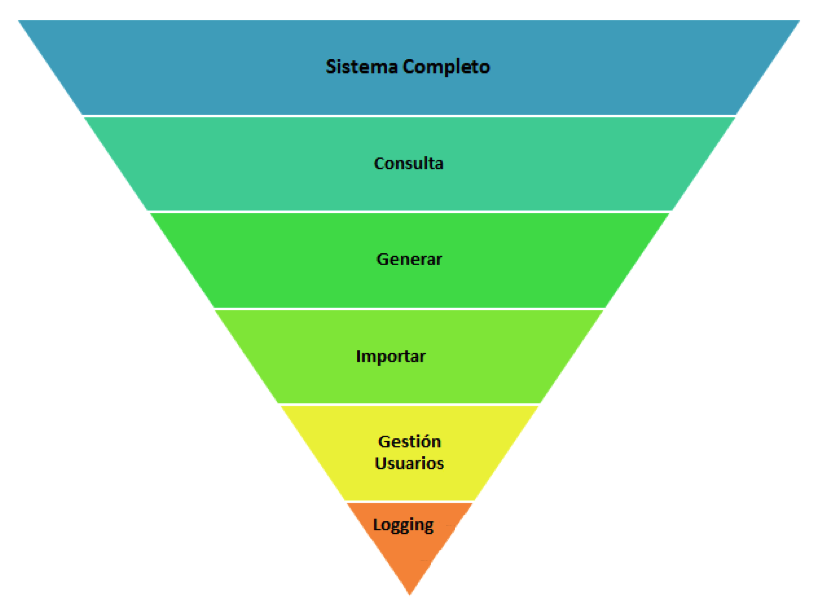 Sistema Completo
Consulta
Generar
Importar
Gestión
Usuarios
Logging